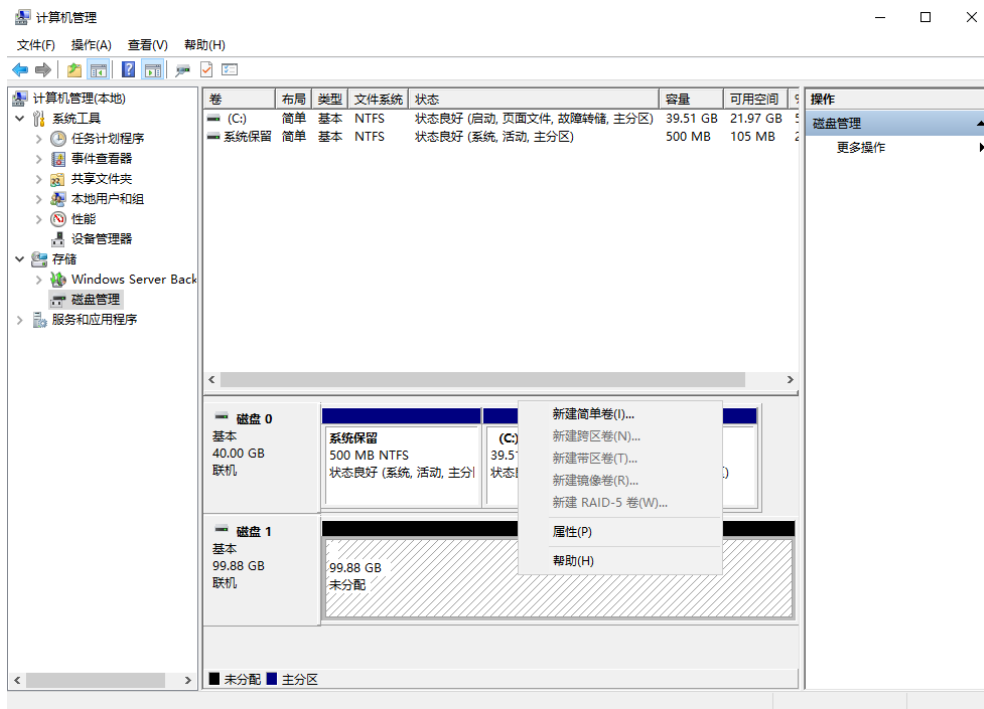 计算机管理
文件(F) 操作(A) 查看(V) 帮助(H)
计算机管理(本地)
系统工具
任务计划程序
事件查看器
共享文件夹
本地用户和组
性能
设备管理器
存储
Windows Server Back
磁盘管理
服务和应用程序
卷 布局 类型 文件系统 状态 容量 可用空间
(C:) 简单 基本 NTFS 状态良好 (启动, 页面文件, 故障转储, 主分区) 39.51 GB 21.97 GB
系统保留 简单 基本 NTFS 状态良好 (系统, 活动, 主分区) 500 MB 105 MB
操作
磁盘管理
更多操作
磁盘 0
基本
40.00 GB
联机
系统保留
500 MB NTFS
状态良好 (系统, 活动, 主分
(C:)
39.5
状态
新建简单卷(I)...
新建跨区卷(N)...
新建带区卷(T)...
新建镜像卷(R)...
新建 RAID-5 卷(W)...
属性(P)
帮助(H)
磁盘 1
基本
99.88 GB
联机
99.88 GB
未分配
未分配 主分区